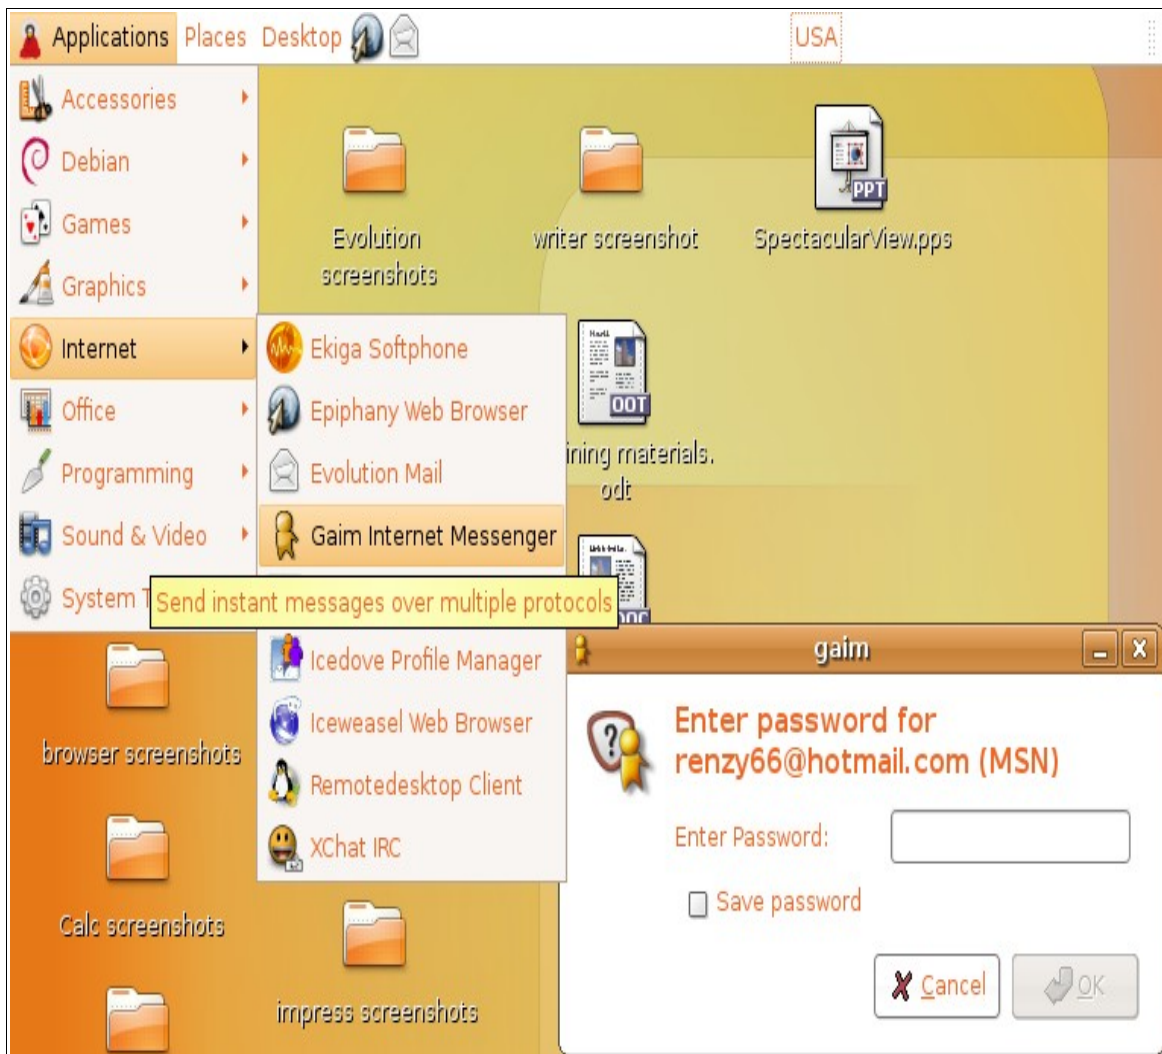 Applications Places Desktop USA
Accessories
Debian
Games
Graphics
Internet
Office
Programming
Sound & Video
System T
Ekiga Softphone
Epiphany Web Browser
Evolution Mail
Gaim Internet Messenger
Send instant messages over multiple protocols
Icedove Profile Manager
Iceweasel Web Browser
Remotedesktop Client
XChat IRC
Evolution
screenshots
writer screenshot
PPT
SpectacularView.pps
OOT
ining materials.
odt
DOC
browser screenshots
Calc screenshots
impress screenshots
gaim
Enter password for
renzy66@hotmail.com (MSN)
Enter Password:
Save password
Cancel
OK